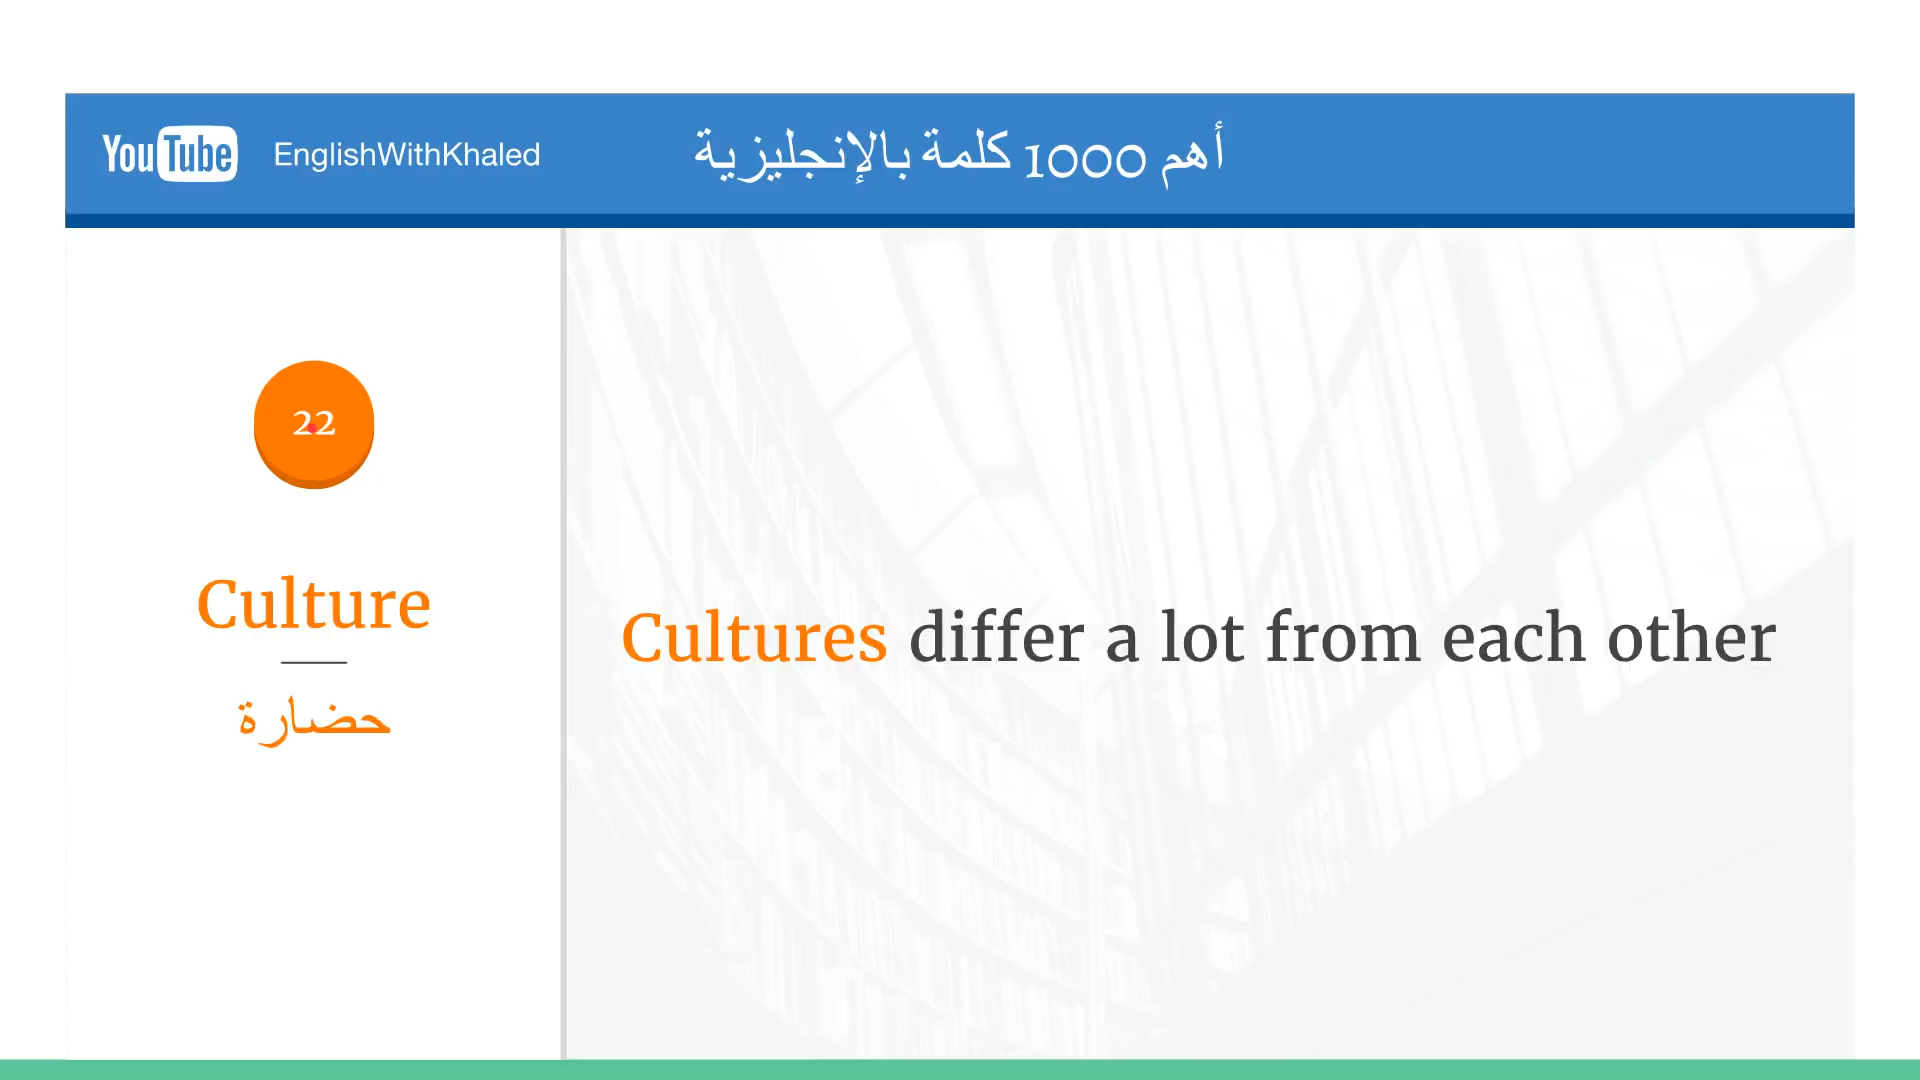 YouTube EnglishWithKhaled
أهم 1000 كلمة بالإنجليزية
22
Culture
حضارة
Cultures differ a lot from each other